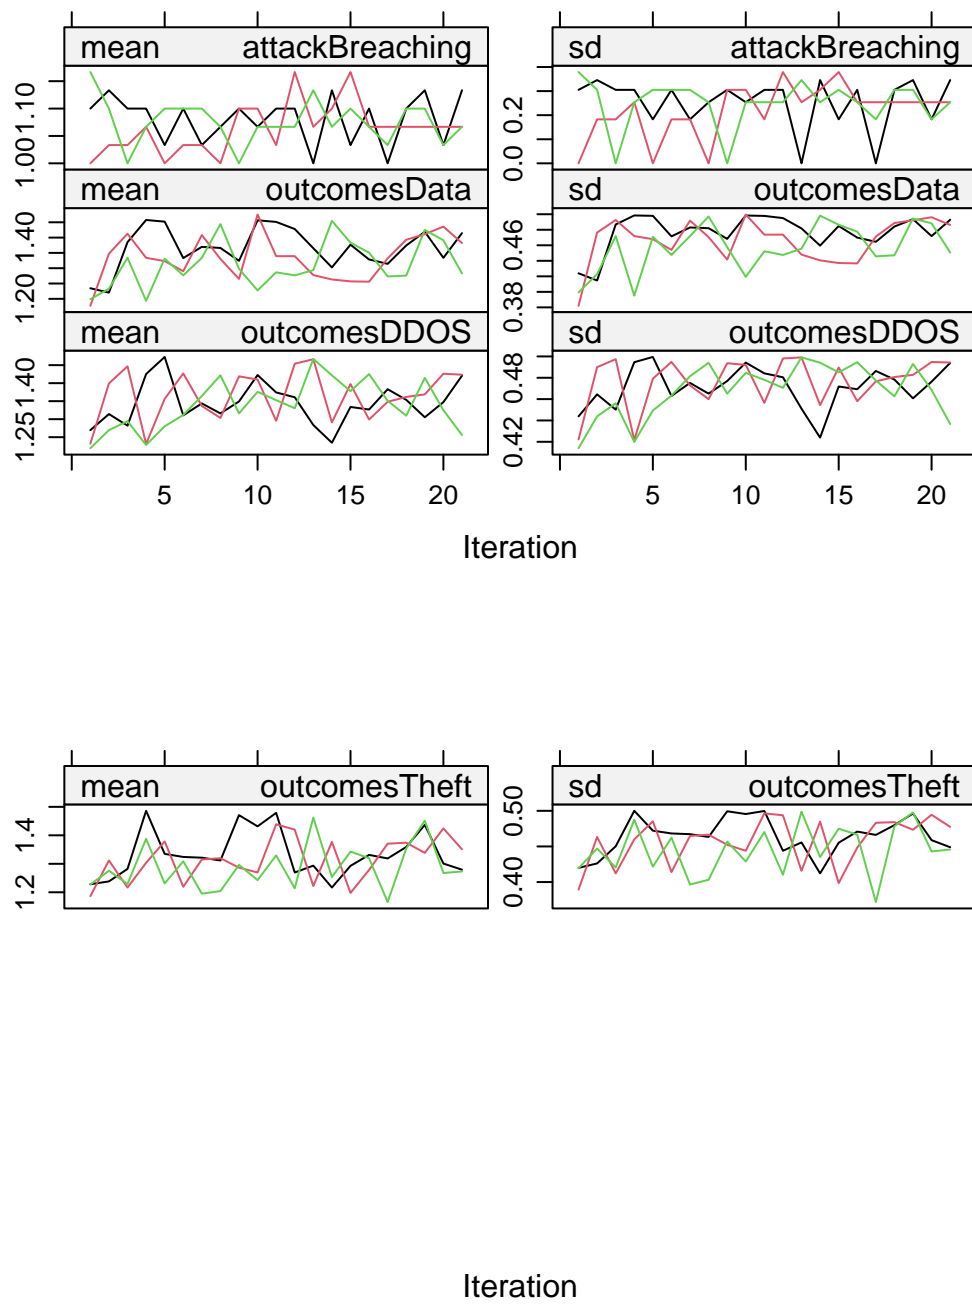 mean attackBreaching sd attackBreaching
1.00 1.10 0.0 0.2
mean outcomesData sd outcomesData
1.20 1.40 0.38 0.46 0.46
mean outcomesDDOS sd outcomesDDOS
1.25 1.40 0.42 0.48
5 10 15 20 5 10 15 20
Iteration
mean outcomesTheft sd outcomesTheft
1.2 1.4 0.40 0.50
Iteration